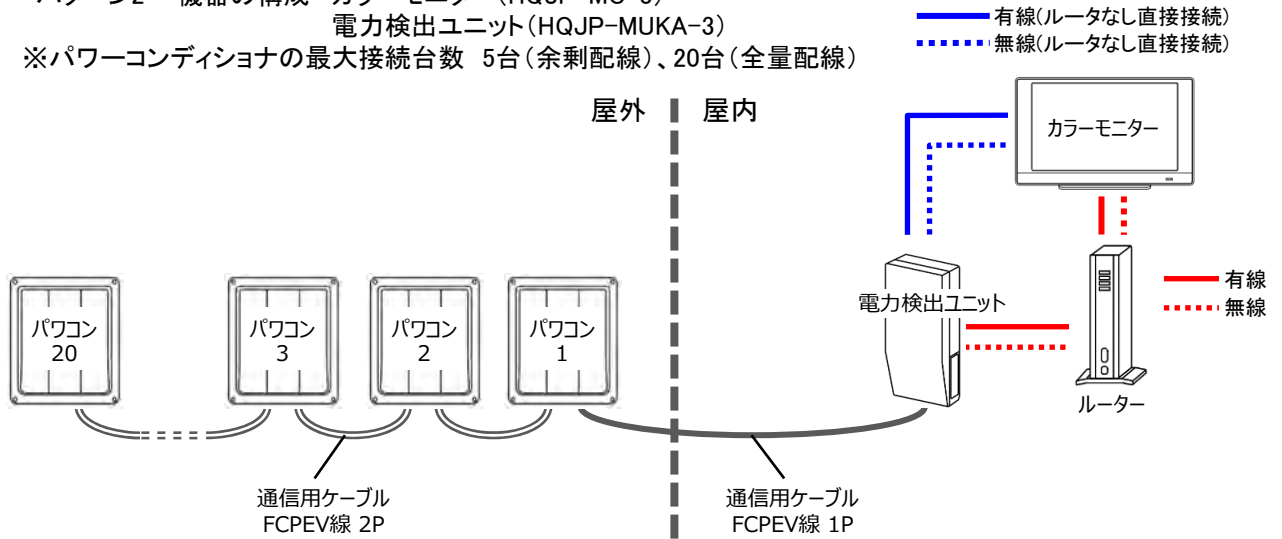 電力検出ユニット(HQJP-MUKA-3)
※パワーコンディショナの最大接続台数 5台(余剰配線)、20台(全量配線)
有線(ルータなし直接接続)
無線(ルータなし直接接続)
屋外
屋内
カラーモニター
パワコン
20
パワコン
3
パワコン
2
パワコン
1
電力検出ユニット
有線
無線
ルーター
通信用ケーブル
FCPEV線 2P
通信用ケーブル
FCPEV線 1P